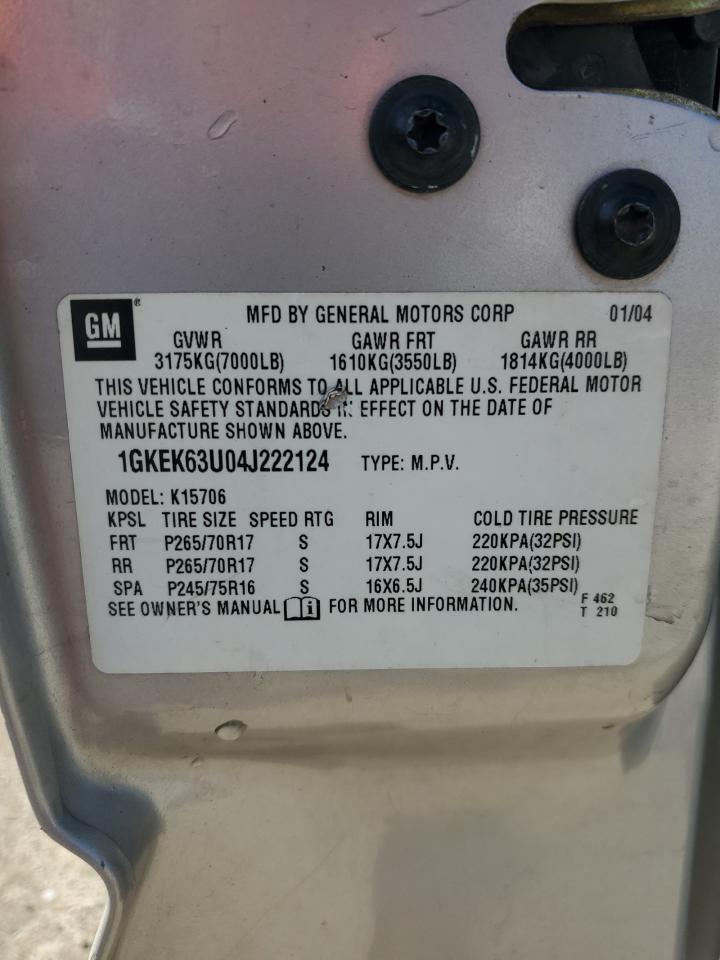 GM® MFD BY GENERAL MOTORS CORP 01/04
GVWR GAWR FRT GAWR RR
3175KG(7000LB) 1610KG(3550LB) 1814KG(4000LB)
THIS VEHICLE CONFORMS TO ALL APPLICABLE U.S. FEDERAL MOTOR
VEHICLE SAFETY STANDARDS IN EFFECT ON THE DATE OF
MANUFACTURE SHOWN ABOVE.
1GKEK63U04J222124 TYPE: M.P.V.
MODEL: K15706
KPSL TIRE SIZE SPEED RTG RIM COLD TIRE PRESSURE
FRT P265/70R17 S 17X7.5J 220KPA(32PSI)
RR P265/70R17 S 17X7.5J 220KPA(32PSI)
SPA P245/75R16 S 16X6.5J 240KPA(35PSI)
SEE OWNER'S MANUAL FOR MORE INFORMATION.
F 462
T 210